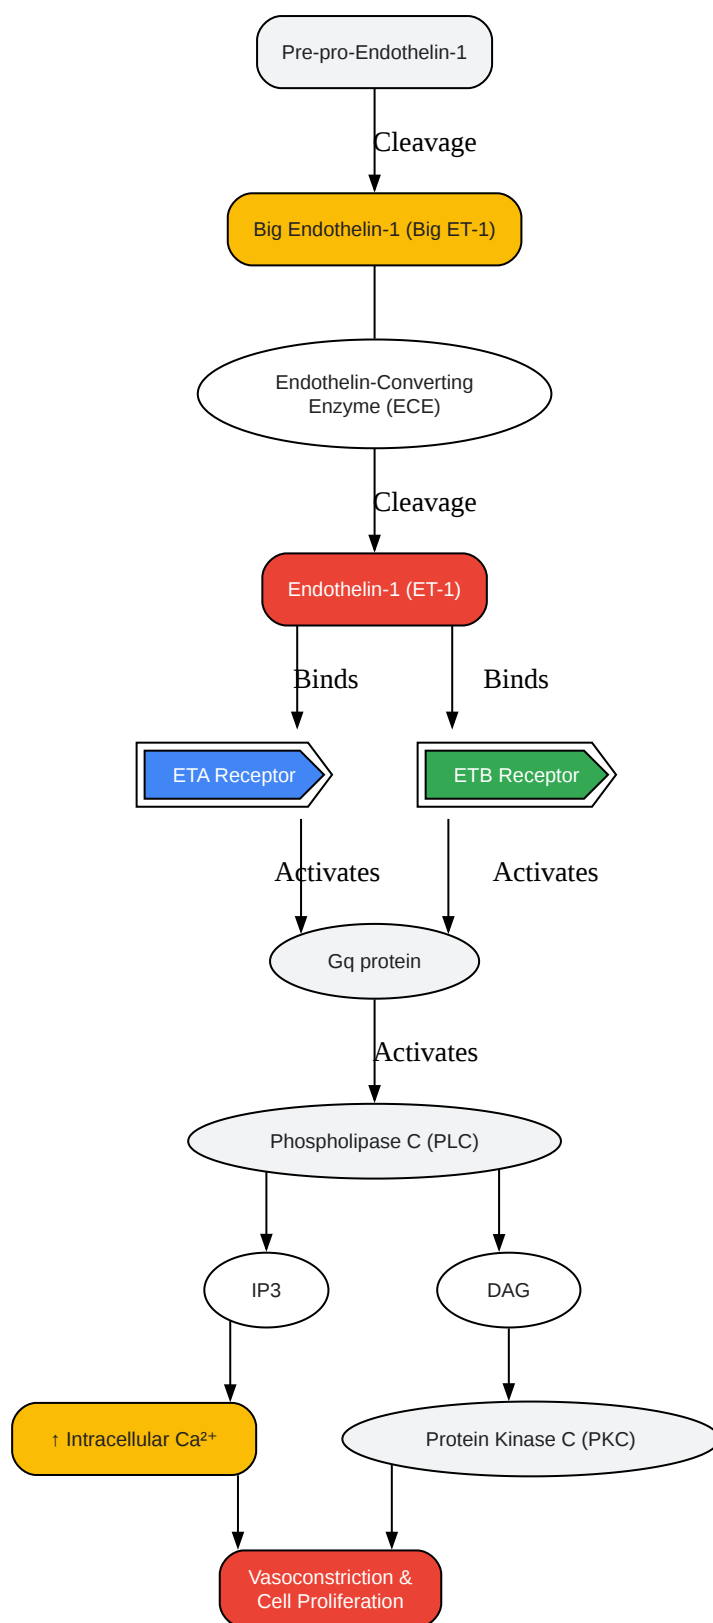 Pre-pro-Endothelin-1
Cleavage
Big Endothelin-1 (Big ET-1)
Endothelin-Converting
Enzyme (ECE)
Cleavage
Endothelin-1 (ET-1)
Binds
Binds
ETA Receptor
ETB Receptor
Activates
Activates
Gq protein
Activates
Phospholipase C (PLC)
IP3
DAG
↑ Intracellular Ca²⁺
Protein Kinase C (PKC)
Vasoconstriction &
Cell Proliferation